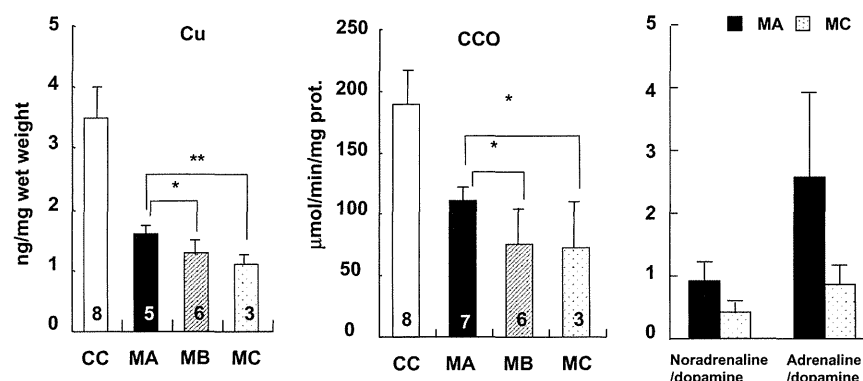 Cu
ng/mg wet weight
5
4
3
2
1
0
**
*
8
5
6
3
CC MA MB MC
CCO
μmol/min/mg prot.
250
200
150
100
50
0
*
*
8
7
6
3
CC MA MB MC
MA MC
5
4
3
2
1
0
Noradrenaline
/dopamine
Adrenaline
/dopamine